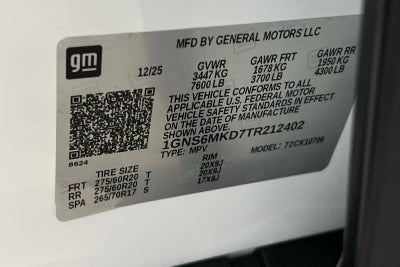 gm
MFD BY GENERAL MOTORS LLC
12/25 GVWR GAWR FRT GAWR RR
3447 KG 1678 KG 1950 KG
7600 LB 3700 LB 4300 LB
THIS VEHICLE CONFORMS TO ALL
APPLICABLE U.S. FEDERAL MOTOR
VEHICLE SAFETY STANDARDS IN EFFECT
ON THE DATE OF MANUFACTURE
SHOWN ABOVE.
1GNS6MKD7TR212402
8624 TYPE: MPV MODEL: 72CK10706
TIRE SIZE RIM
FRT 275/60R20 T 20X9J
RR 275/60R20 T 20X9J
SPA 265/70R17 S 17X8J